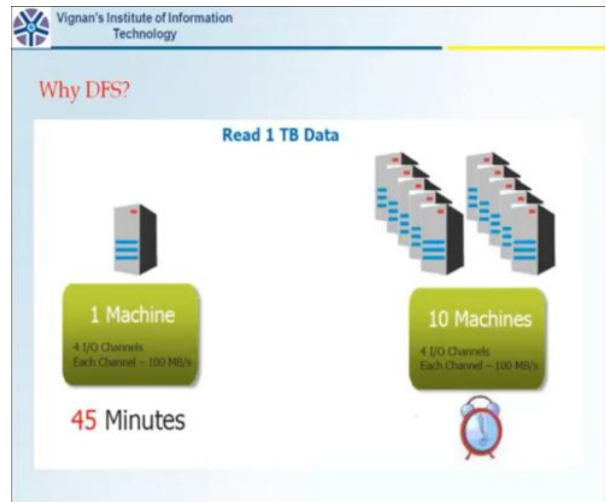 Vignan's Institute of Information
Technology
Why DFS?
Read 1 TB Data
1 Machine
4 I/O Channels
Each Channel – 100 MB/s
45 Minutes
10 Machines
4 I/O Channels
Each Channel – 100 MB/s